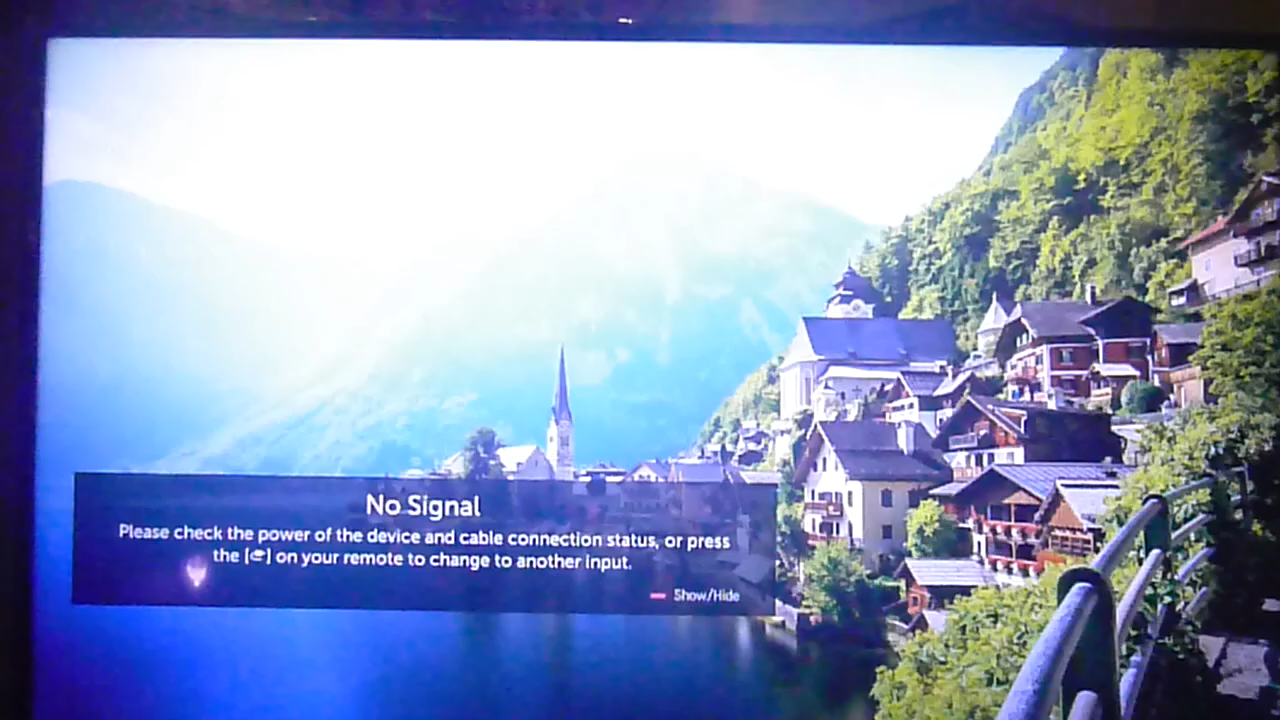 No Signal
Please check the power of the device and cable connection status, or press
the [] on your remote to change to another input.
Show/Hide